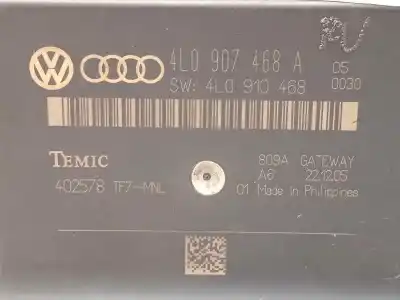 4L0 907 468 A 05
SW: 4L0 910 468 0030
TEMIC
402578 TF7-MNL
809A GATEWAY
A6 22.12.05
01 Made in Philippines